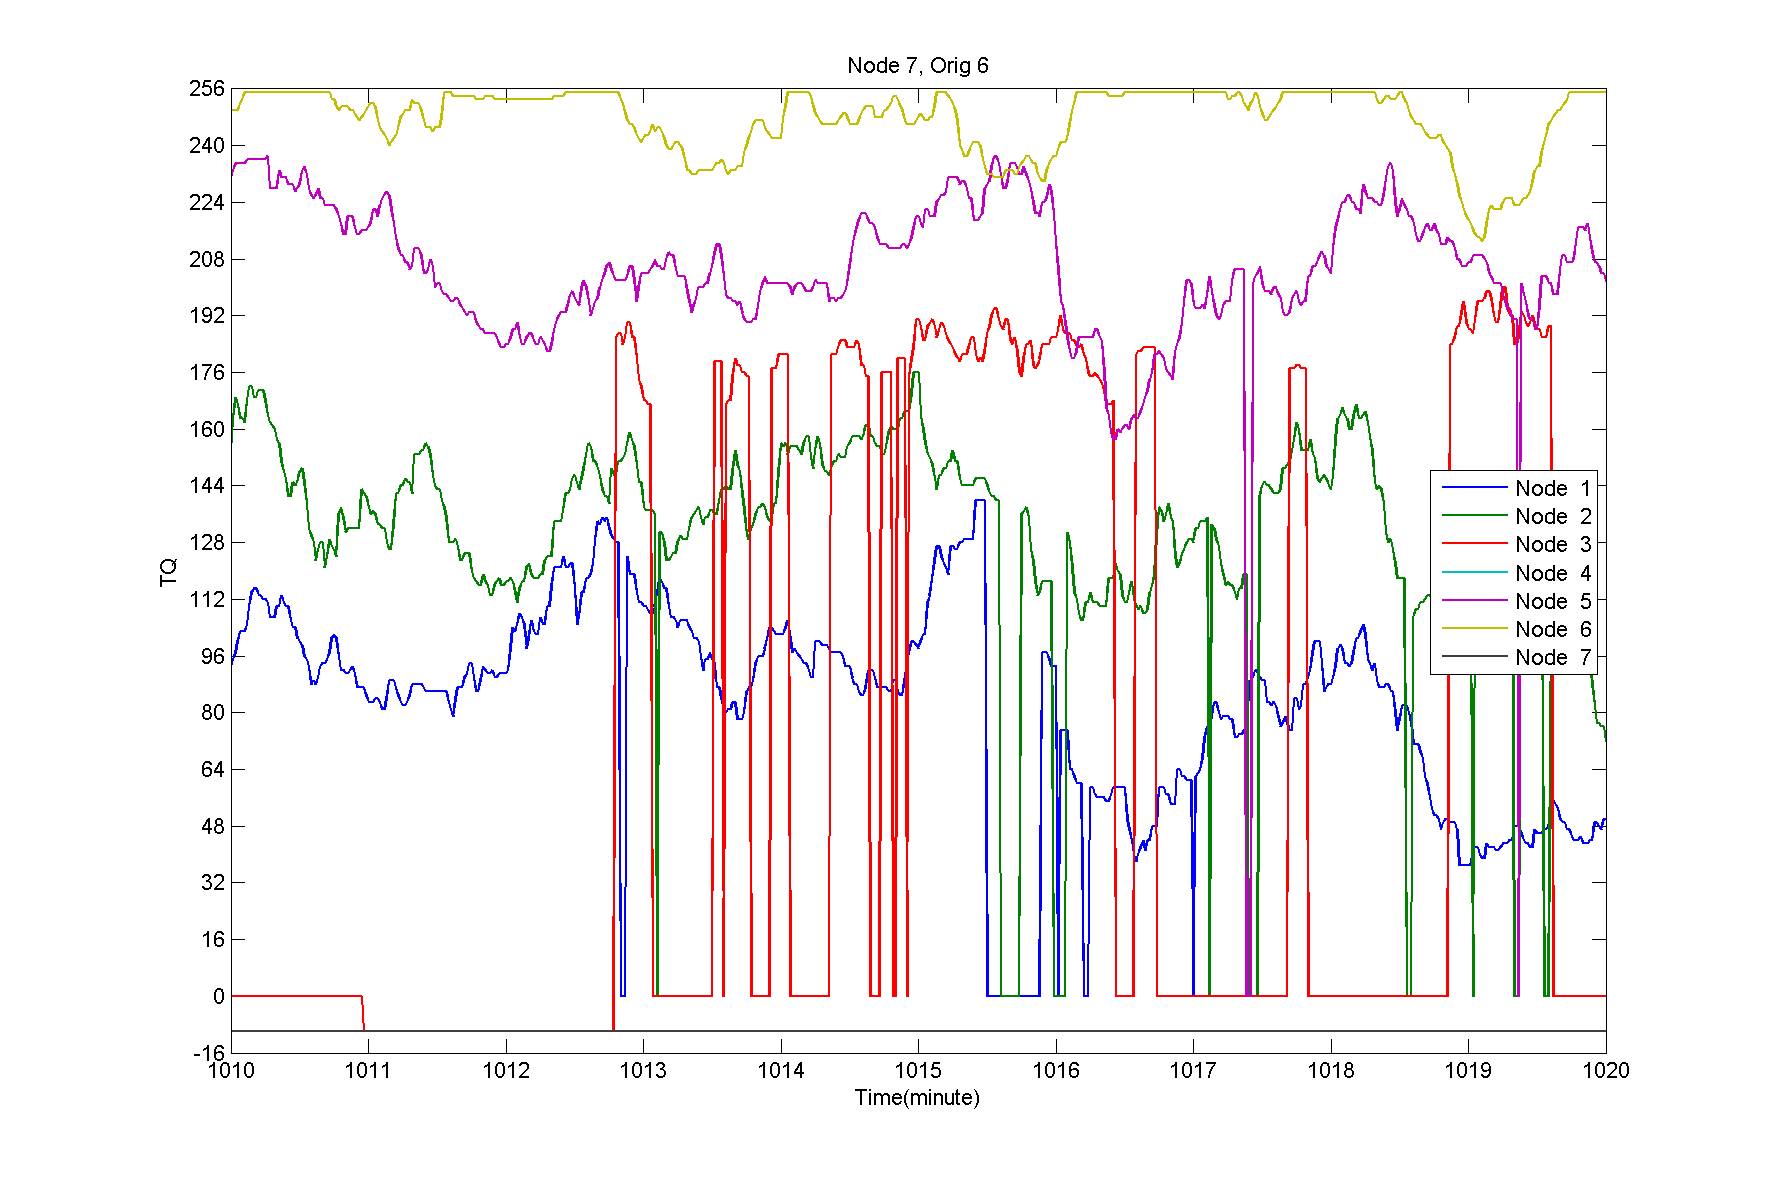 Node 7, Orig 6
256
240
224
208
192
176
160
144
128
112
96
80
64
48
32
16
0
-16
TQ
Node 1
Node 2
Node 3
Node 4
Node 5
Node 6
Node 7
1010 1011 1012 1013 1014 1015 1016 1017 1018 1019 1020
Time(minute)